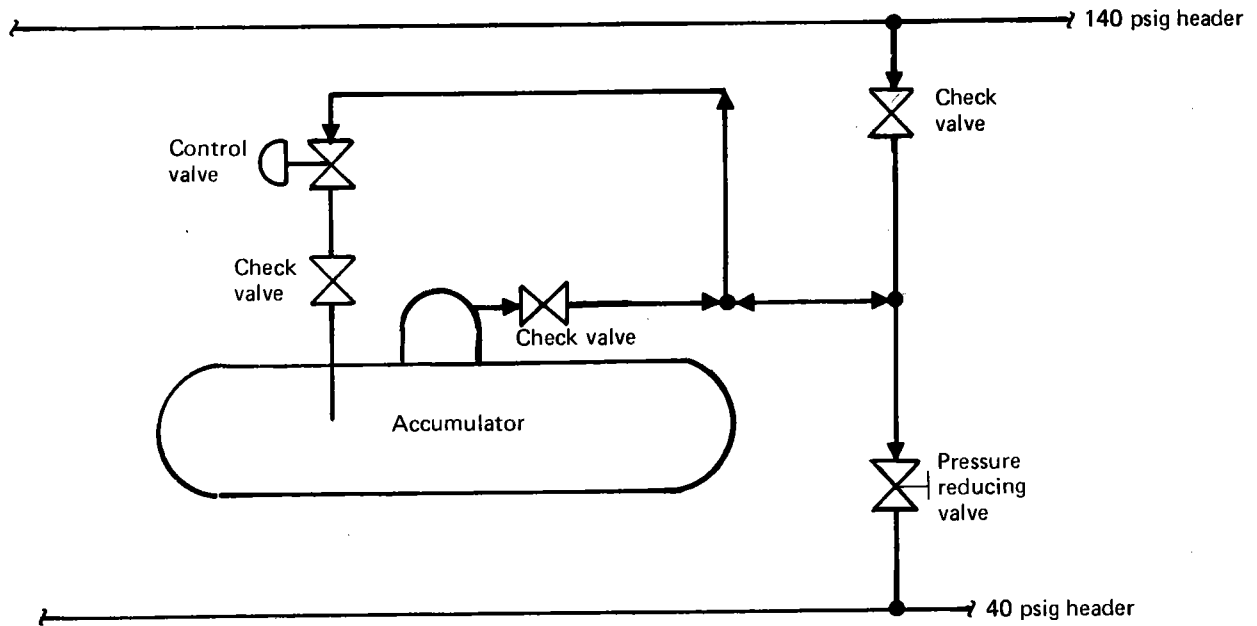 140 psig header
Check
valve
Control
valve
Check
valve
Check valve
Accumulator
Pressure
reducing
valve
40 psig header